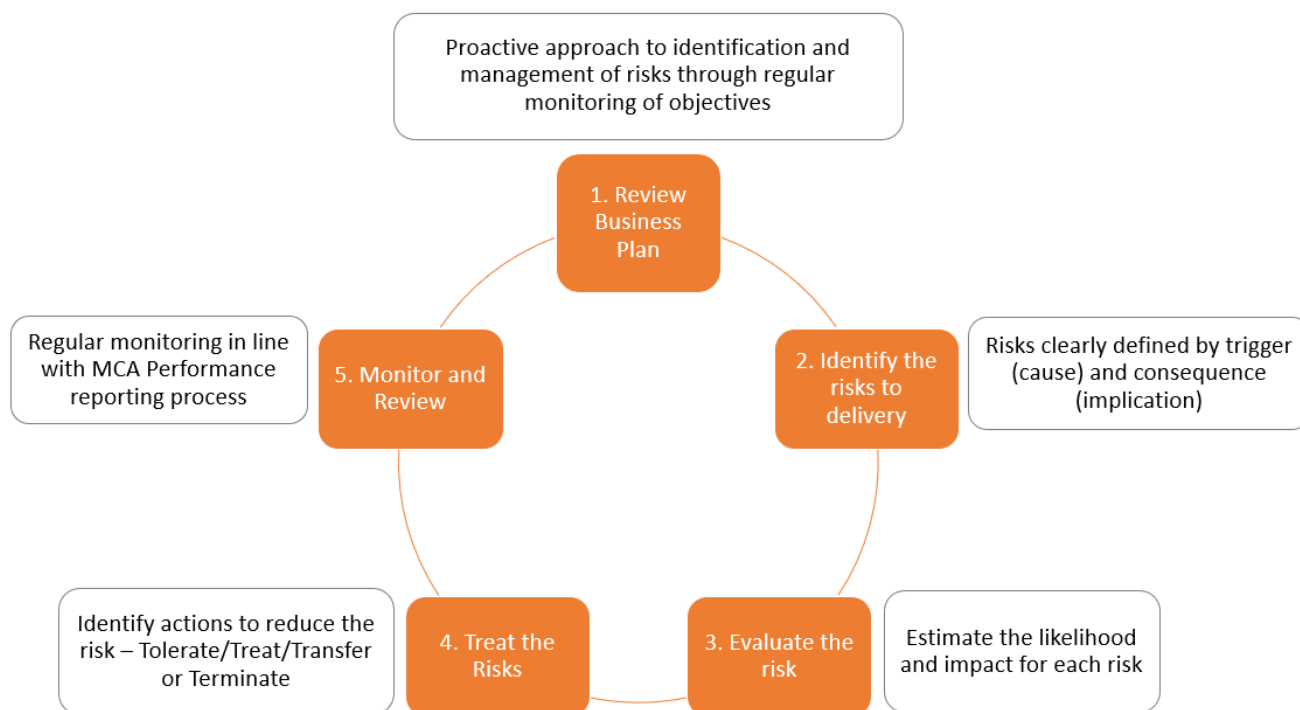 Proactive approach to identification and
management of risks through regular
monitoring of objectives
1. Review
Business
Plan
2. Identify the
risks to
delivery
Risks clearly defined by trigger
(cause) and consequence
(implication)
3. Evaluate the
risk
Estimate the likelihood
and impact for each risk
4. Treat the
Risks
Identify actions to reduce the
risk – Tolerate/Treat/Transfer
or Terminate
5. Monitor and
Review
Regular monitoring in line
with MCA Performance
reporting process